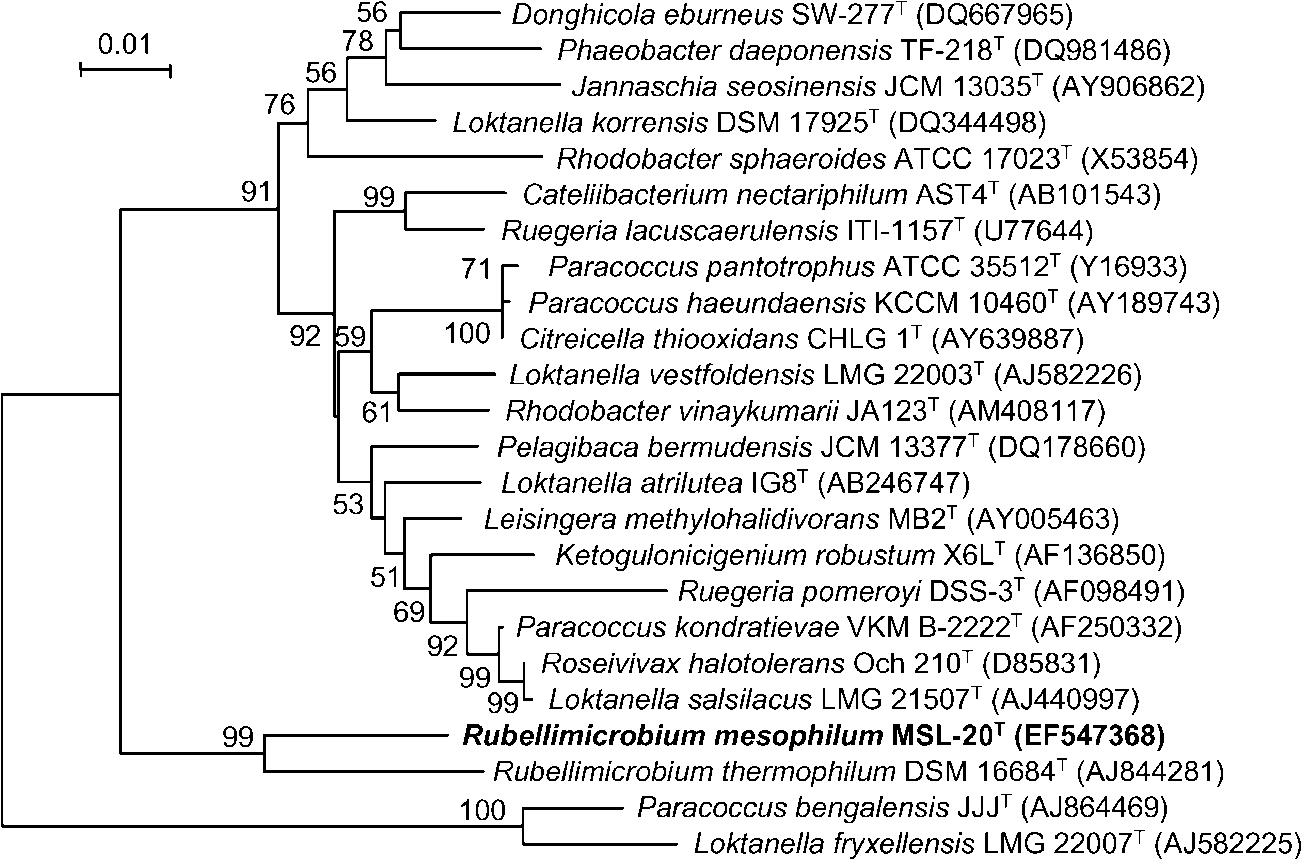 56
Donghicola eburneus SW-277T (DQ667965)
0.01
78
Phaeobacter daeponensis TF-218T (DQ981486)
56
Jannaschia seosinensis JCM 13035T (AY906862)
76
Loktanella korrensis DSM 17925T (DQ344498)
Rhodobacter sphaeroides ATCC 17023T (X53854)
91
99
Cateliibacterium nectariphilum AST4T (AB101543)
Ruegeria lacuscaerulensis ITI-1157T (U77644)
71
Paracoccus pantotrophus ATCC 35512T (Y16933)
Paracoccus haeundaensis KCCM 10460T (AY189743)
92
59
100
Citreicella thiooxidans CHLG 1T (AY639887)
Loktanella vestfoldensis LMG 22003T (AJ582226)
61
Rhodobacter vinaykumarii JA123T (AM408117)
Pelagibaca bermudensis JCM 13377T (DQ178660)
53
Loktanella atrilutea IG8T (AB246747)
Leisingera methylohalidivorans MB2T (AY005463)
51
Ketogulonicigenium robustum X6LT (AF136850)
69
Ruegeria pomeroyi DSS-3T (AF098491)
92
Paracoccus kondratievae VKM B-2222T (AF250332)
99
Roseivivax halotolerans Och 210T (D85831)
99
Loktanella salsilacus LMG 21507T (AJ440997)
99
Rubellimicrobium mesophilum MSL-20T (EF547368)
Rubellimicrobium thermophilum DSM 16684T (AJ844281)
100
Paracoccus bengalensis JJJT (AJ864469)
Loktanella fryxellensis LMG 22007T (AJ582225)